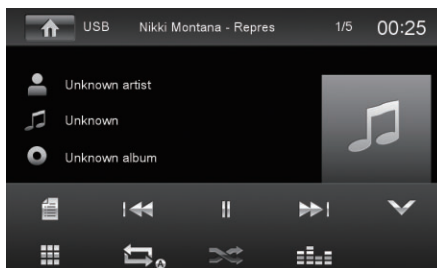 USB Nikki Montana - Repres 1/5 00:25
Unknown artist
Unknown
Unknown album
A